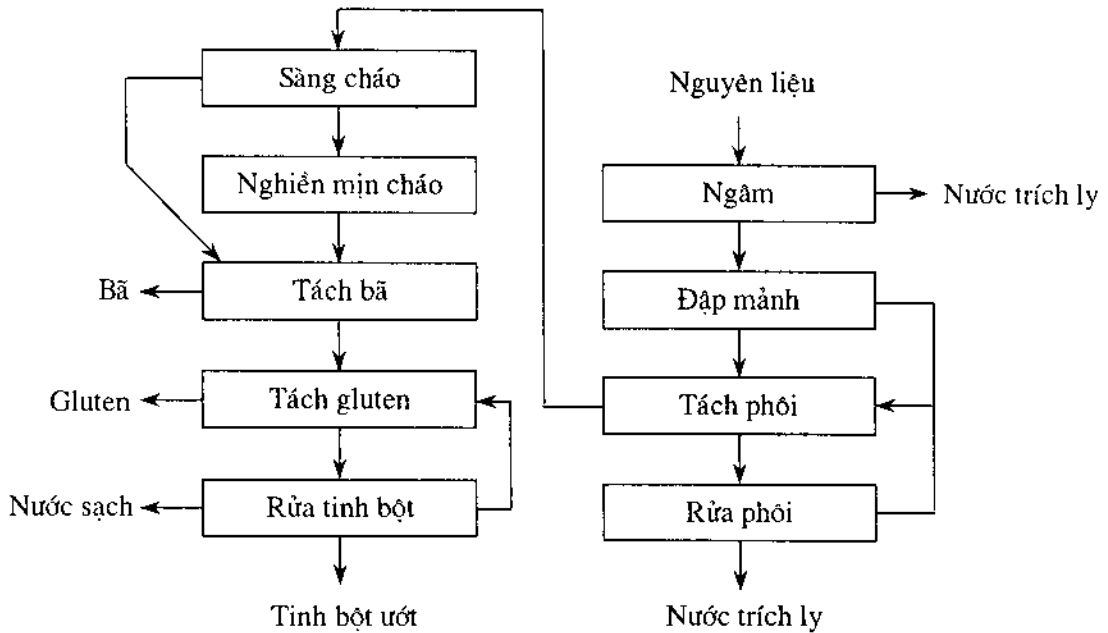 Sàng cháo
Nghiền mịn cháo
Bã
Tách bã
Gluten
Tách gluten
Nước sạch
Rửa tinh bột
Tinh bột ướt
Nguyên liệu
Ngâm
Nước trích ly
Đập mảnh
Tách phôi
Rửa phôi
Nước trích ly